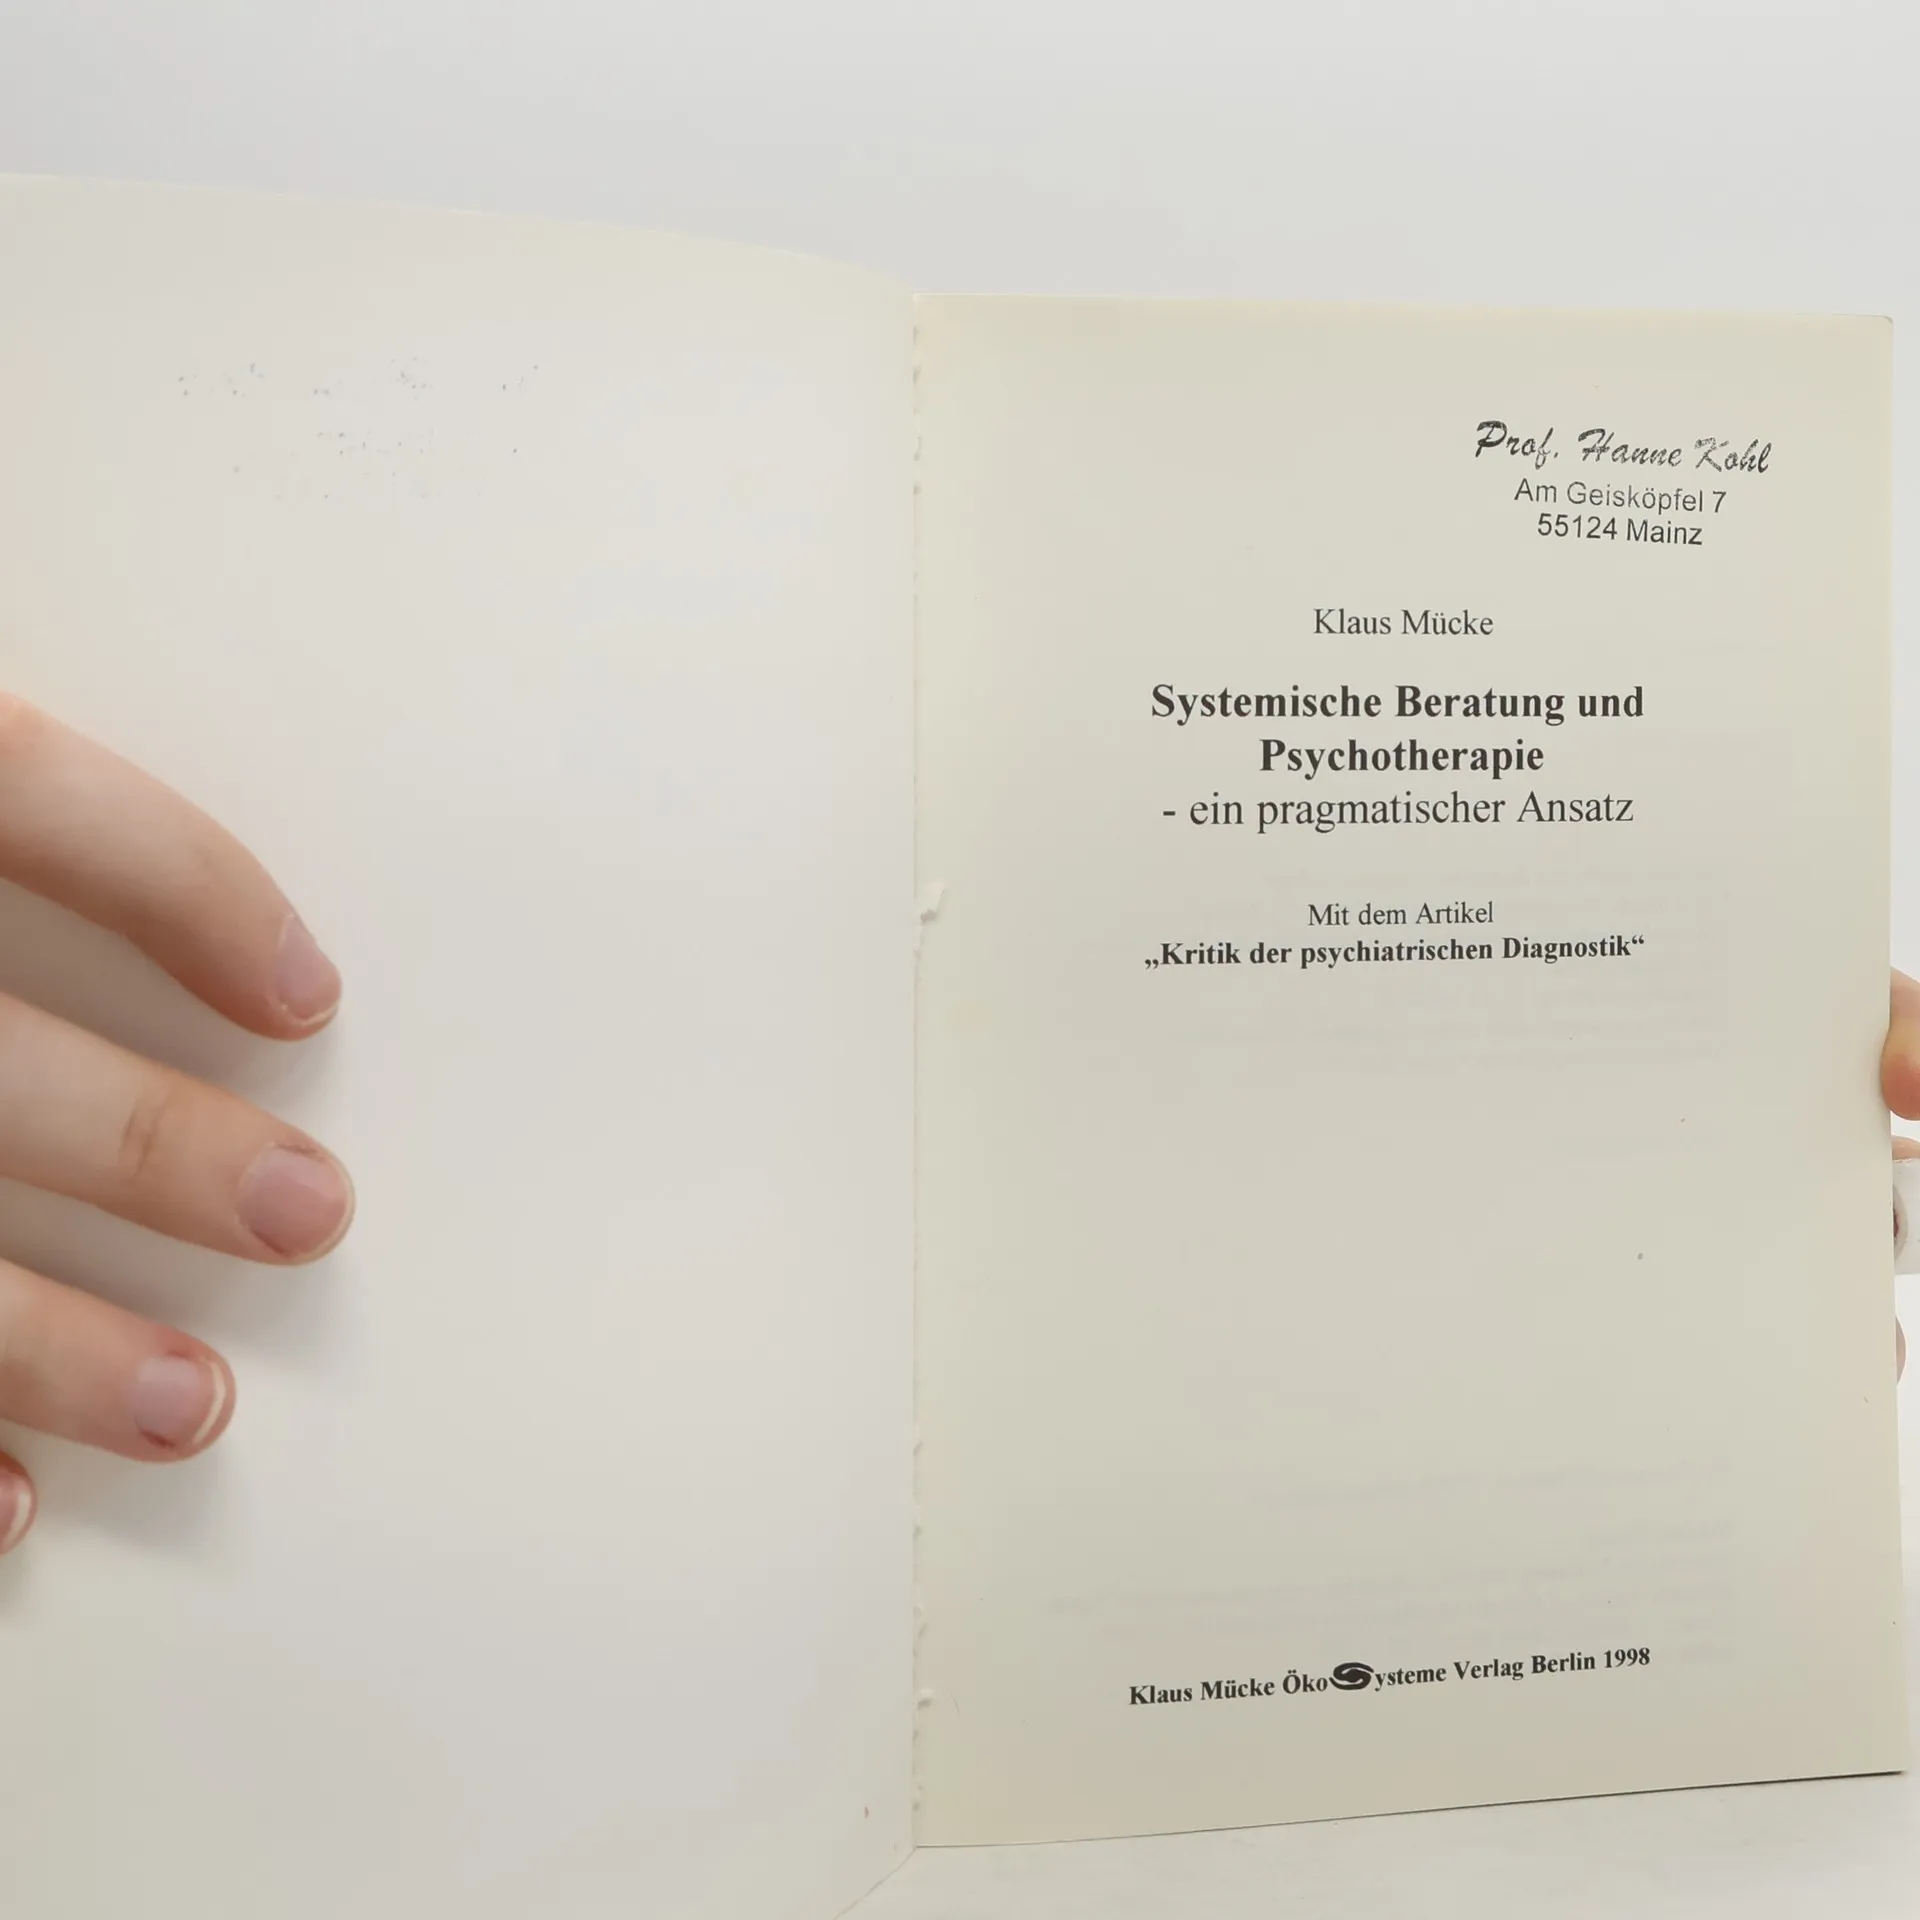 Prof. Hanne Kohl
Am Geisköpfel 7
55124 Mainz
Klaus Mücke
Systemische Beratung und
Psychotherapie
- ein pragmatischer Ansatz
Mit dem Artikel
„Kritik der psychiatrischen Diagnostik“
Klaus Mücke ÖkoSysteme Verlag Berlin 1998